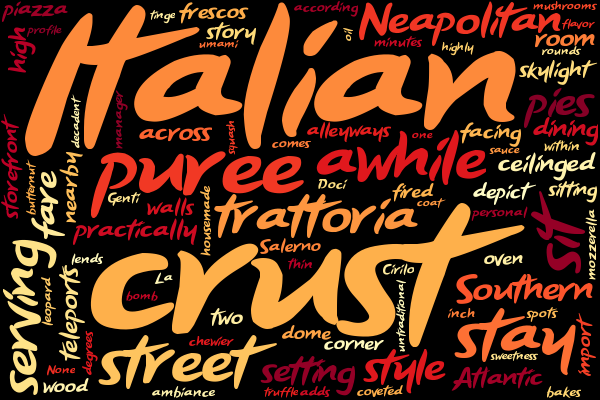 piazza
tinge
frescos
according
Neapolitan
mushrooms
flavor
high
profile
Italian
story
umami
oil
minutes
highly
room
rounds
skylight
storefront
butternut
nearby
decadent
manager
across
squash
comes
alleyways
one
facing
sauce
pies
dining
within
fare
puree
awhile
ceilinged
Genti
walls
Doci
fired
coat
depict
sitting
practically
housemade
trattoria
personal
sit
mozzerella
serving
leopard
teleports
lends
crust
Salerno
thin
Cirilo
untraditional
oven
La
bomb
two
dome
corner
Southern
inch
spots
stay
sweetness
window
None
degrees
wood
street
chewier
ambiance
setting
truffle
adds
style
coveted
Atlantic
bakes